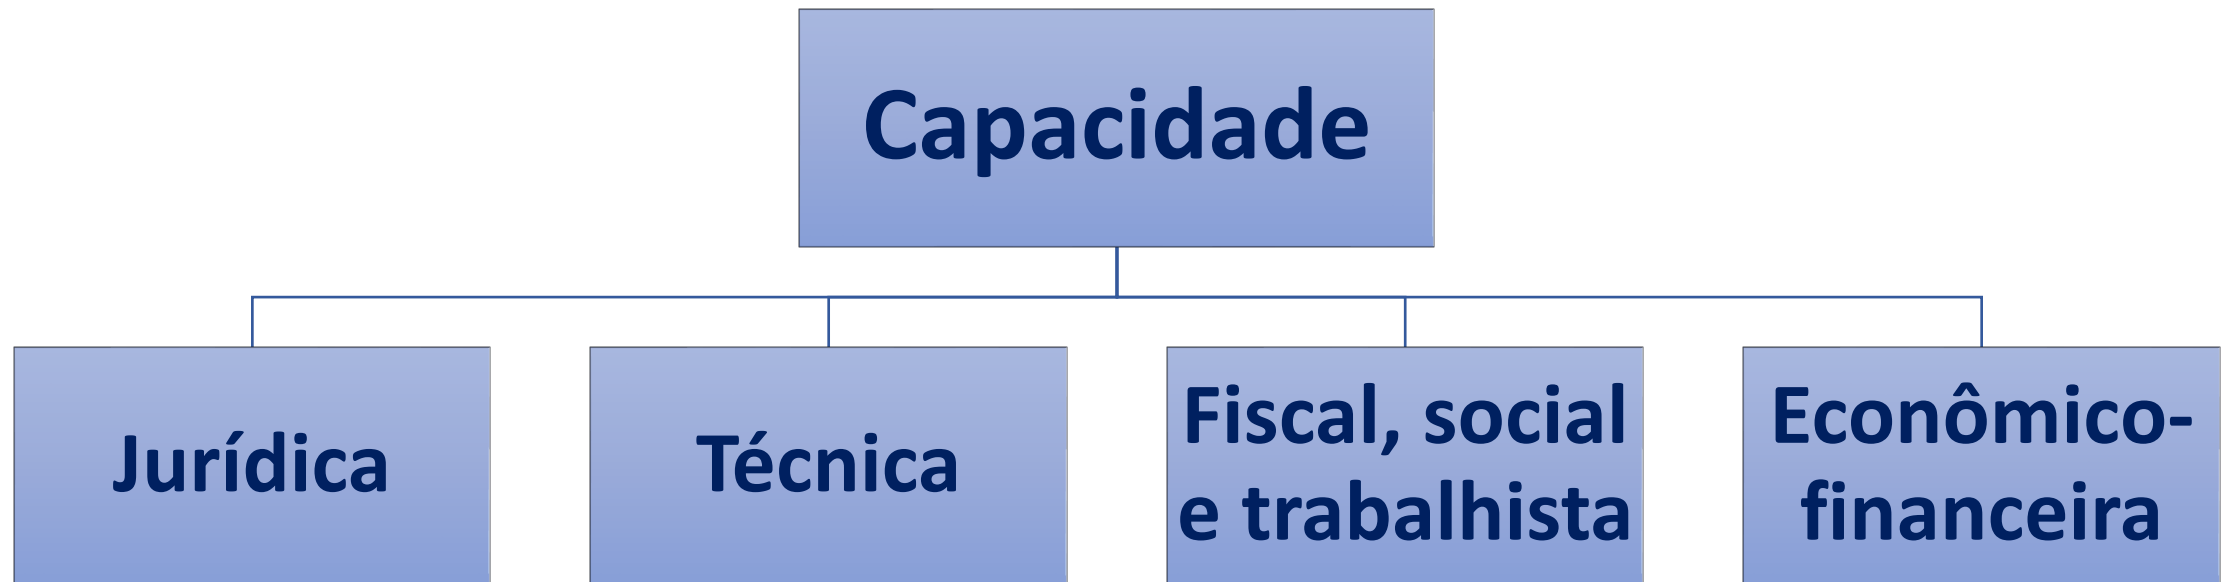 Capacidade
Jurídica
Técnica
Fiscal, social
e trabalhista
Econômico-
financeira